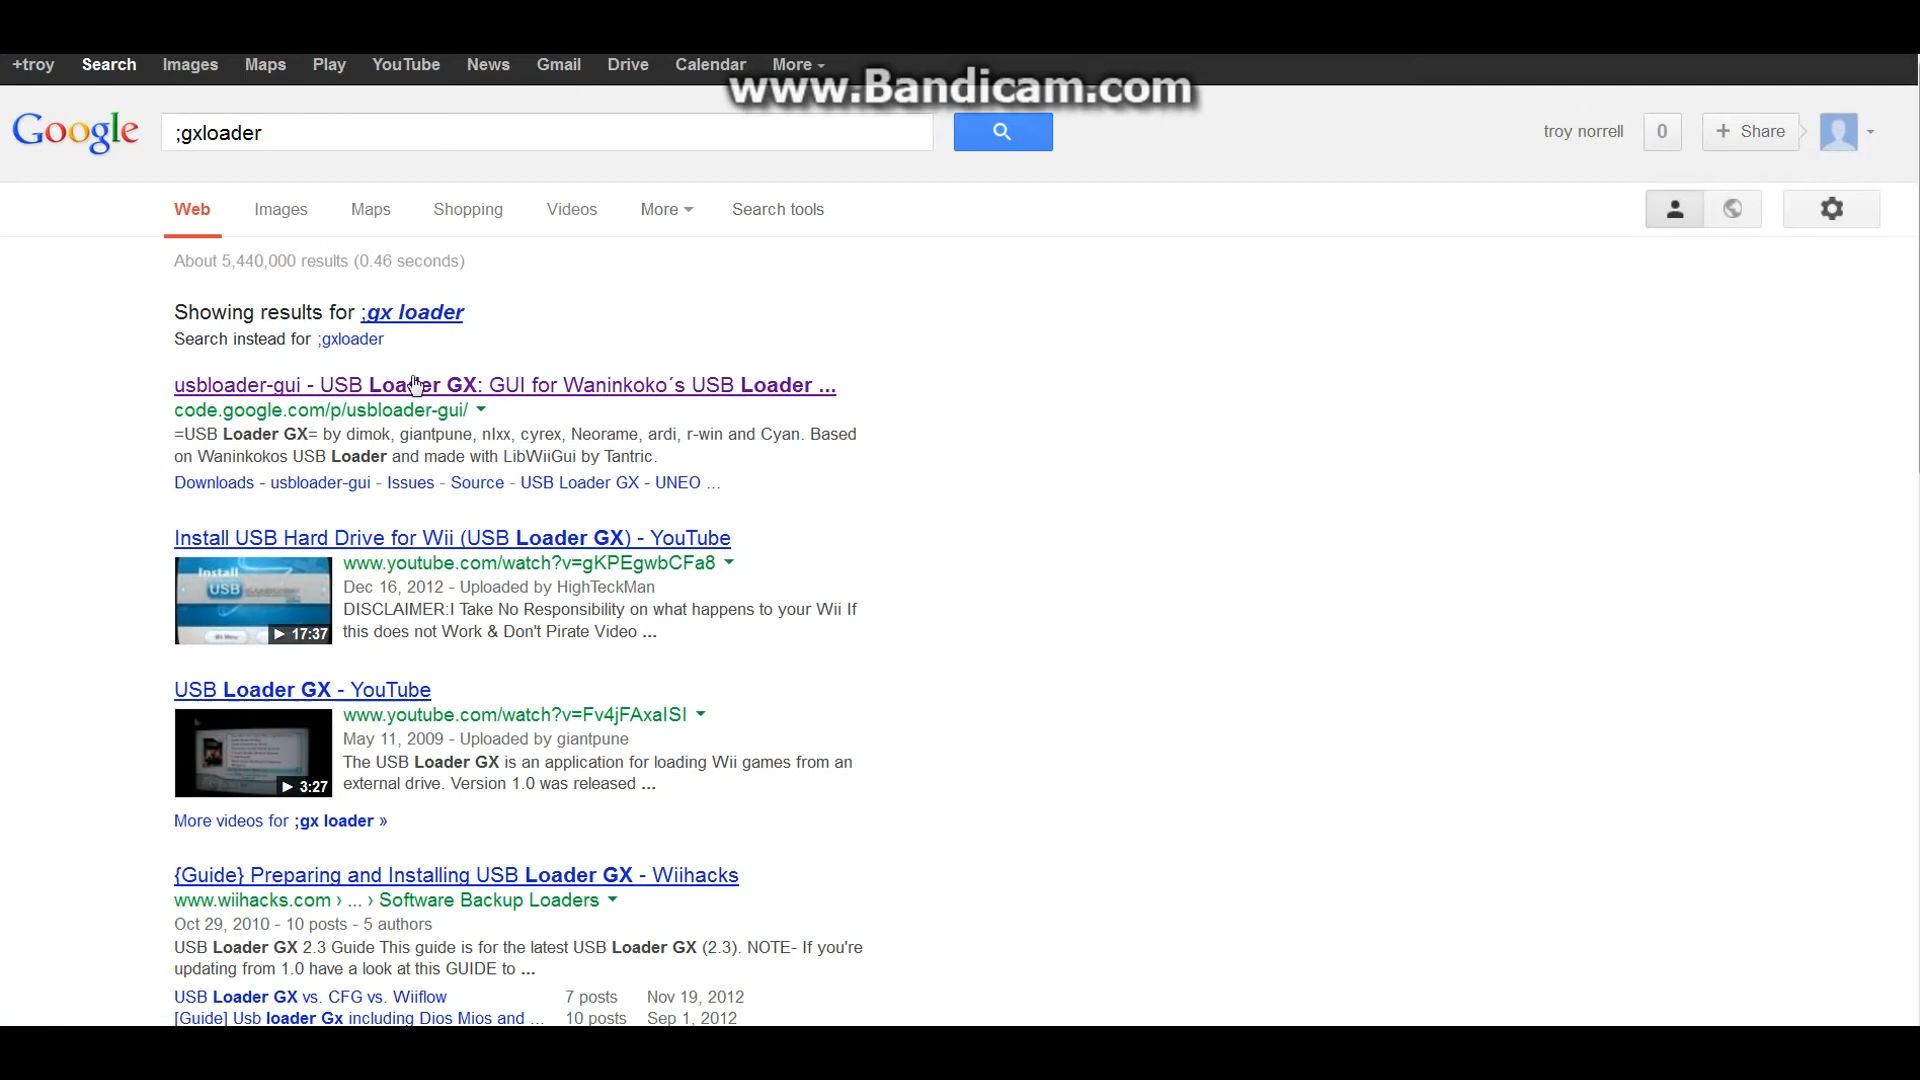 +troy Search Images Maps Play YouTube News Gmail Drive Calendar More
www.Bandicam.com
Google ;gxloader troy norrell 0 + Share
Web Images Maps Shopping Videos More Search tools
About 5,440,000 results (0.46 seconds)
Showing results for ;gx loader
Search instead for ;gxloader
usbloader-gui - USB Loader GX: GUI for Waninkoko´s USB Loader ...
code.google.com/p/usbloader-gui/
=USB Loader GX= by dimok, giantpune, nIxx, cyrex, Neorame, ardi, r-win and Cyan. Based
on Waninkokos USB Loader and made with LibWiiGui by Tantric.
Downloads - usbloader-gui - Issues - Source - USB Loader GX - UNEO ...
Install USB Hard Drive for Wii (USB Loader GX) - YouTube
www.youtube.com/watch?v=gKPEgwbCFa8
Install
USB
17:37
Dec 16, 2012 - Uploaded by HighTeckMan
DISCLAIMER:I Take No Responsibility on what happens to your Wii If
this does not Work & Don't Pirate Video ...
USB Loader GX - YouTube
www.youtube.com/watch?v=Fv4jFAxaISI
3:27
May 11, 2009 - Uploaded by giantpune
The USB Loader GX is an application for loading Wii games from an
external drive. Version 1.0 was released ...
More videos for ;gx loader »
{Guide} Preparing and Installing USB Loader GX - Wiihacks
www.wiihacks.com › ... › Software Backup Loaders
Oct 29, 2010 - 10 posts - 5 authors
USB Loader GX 2.3 Guide This guide is for the latest USB Loader GX (2.3). NOTE- If you're
updating from 1.0 have a look at this GUIDE to ...
USB Loader GX vs. CFG vs. Wiiflow 7 posts Nov 19, 2012
[Guide] Usb loader Gx including Dios Mios and ... 10 posts Sep 1, 2012